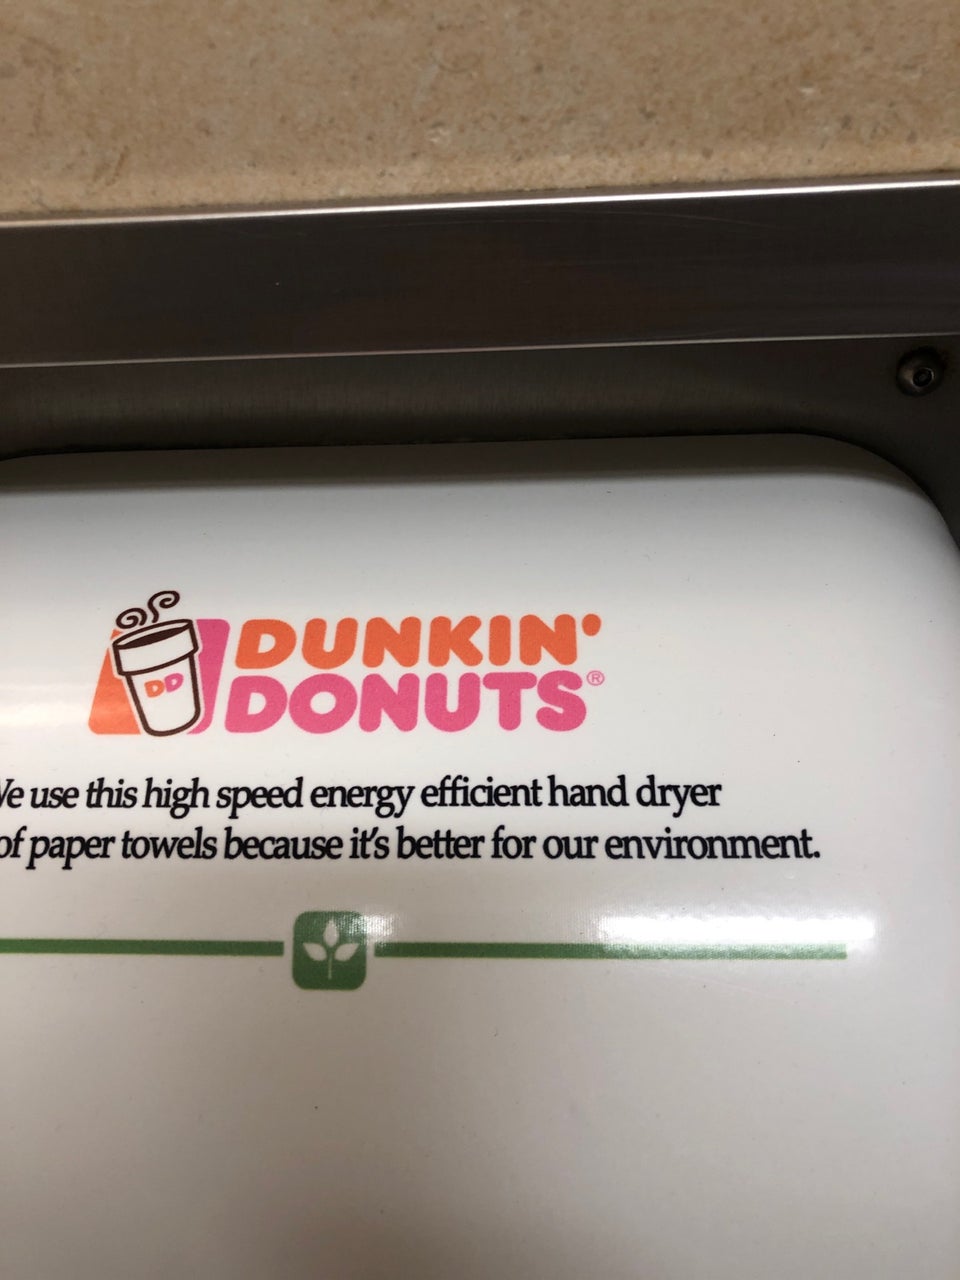 DD
DUNKIN'
DONUTS®
use this high speed energy efficient hand dryer
of paper towels because it's better for our environment.